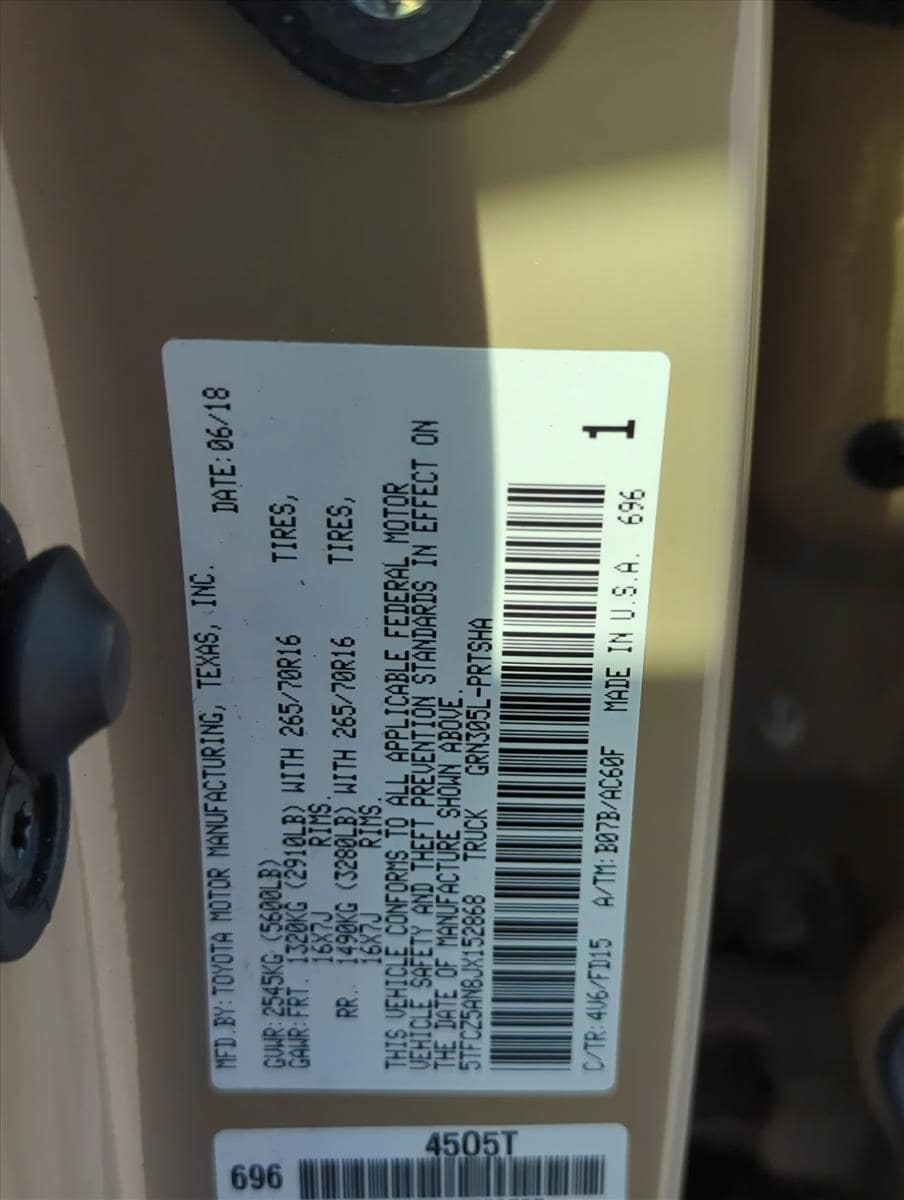 MFD.BY:TOYOTA MOTOR MANUFACTURING, TEXAS, INC. DATE:06/18
GVWR:2545KG (5600LB)
GAWR:FRT. 1320KG (2910LB) WITH 265/70R16 TIRES,
16X7J RIMS.
RR. 1490KG (3280LB) WITH 265/70R16 TIRES,
16X7J RIMS.
THIS VEHICLE CONFORMS TO ALL APPLICABLE FEDERAL MOTOR
VEHICLE SAFETY AND THEFT PREVENTION STANDARDS IN EFFECT ON
THE DATE OF MANUFACTURE SHOWN ABOVE.
5TFCZ5AN8JX152868 TRUCK GRN305L-PRTSHA
1
C/TR:4V6/FD15 A/TM:B07B/AC60F MADE IN U.S.A. 696
4505T
696